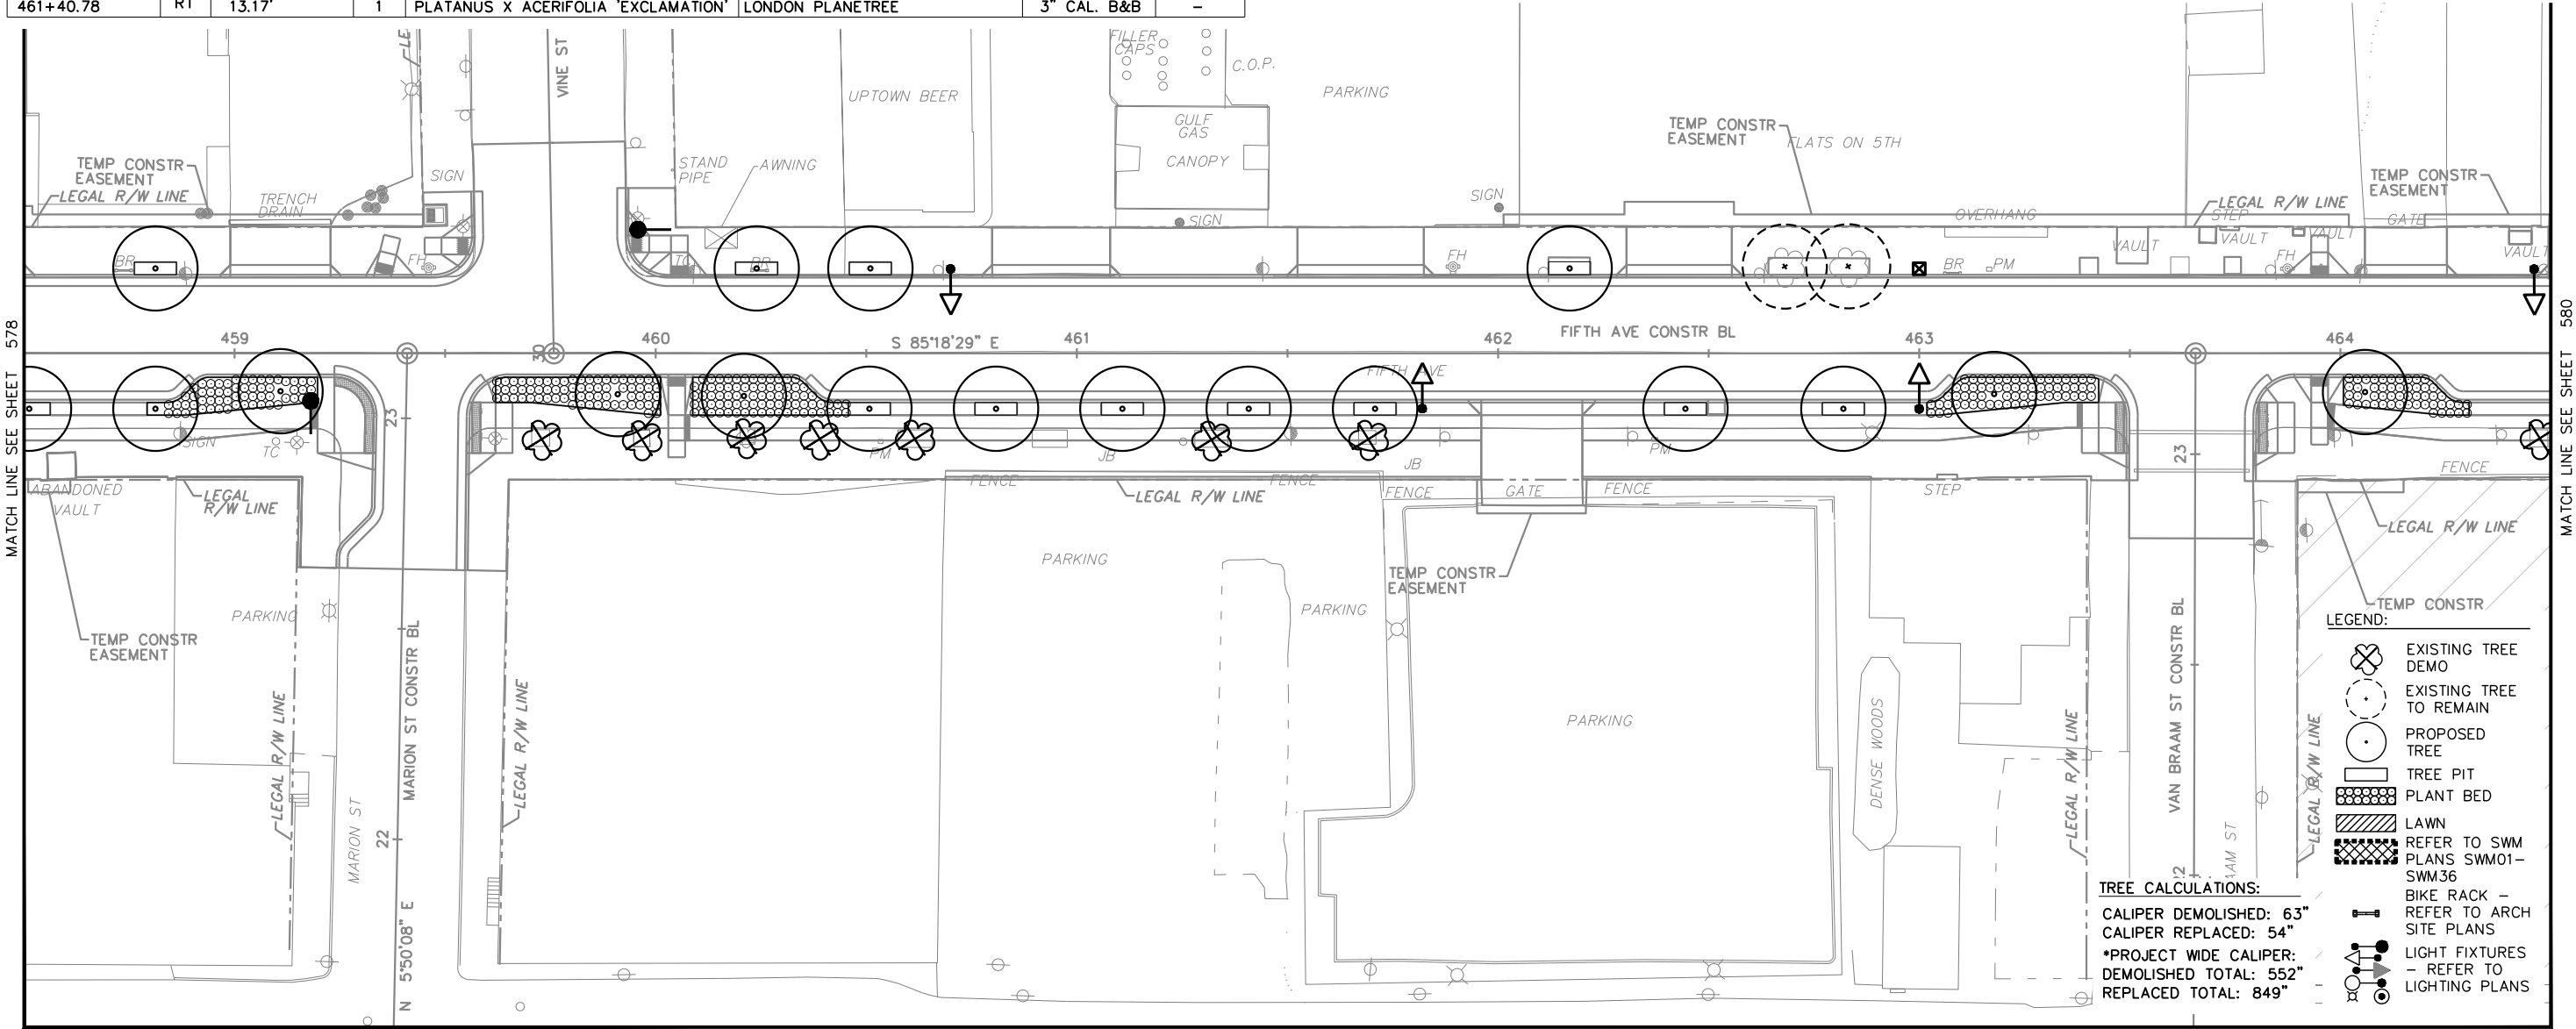 461+40.78 RT 13.17' 1 PLATANUS X ACERIFOLIA 'EXCLAMATION' LONDON PLANETREE 3" CAL. B&B -
LE
VINE ST
UPTOWN BEER
FILLER
CAPS
C.O.P.
PARKING
GULF
GAS
CANOPY
TEMP CONSTR
EASEMENT
FLATS ON 5TH
TEMP CONSTR
EASEMENT
LEGAL R/W LINE
TRENCH
DRAIN
SIGN
STAND
PIPE
AWNING
SIGN
SIGN
OVERHANG
LEGAL R/W LINE
STEP
TEMP CONSTR
EASEMENT
GATE
VAULT
VAULT
VAULT
VAULT
BR
FH
TC
BR
FH
BR
PM
FH
MATCH LINE SEE SHEET 578
MATCH LINE SEE SHEET 580
459
30
460
S 85°18'29" E
461
462
FIFTH AVE CONSTR BL
463
464
FIFTH AVE
23
23
SIGN
TC
PM
JB
JB
PM
ABANDONED
VAULT
LEGAL
R/W LINE
FENCE
LEGAL R/W LINE
FENCE
FENCE
GATE
FENCE
STEP
FENCE
LEGAL R/W LINE
TEMP CONSTR
EASEMENT
PARKING
PARKING
TEMP CONSTR
EASEMENT
PARKING
PARKING
TEMP CONSTR
LEGAL R/W LINE
MARION ST
MARION ST CONSTR BL
22
N 5°50'08" E
LEGAL R/W LINE
DENSE WOODS
LEGAL R/W LINE
VAN BRAAM ST CONSTR BL
22
AAM ST
LEGAL R/W LINE
LEGEND:
EXISTING TREE
DEMO
EXISTING TREE
TO REMAIN
PROPOSED
TREE
TREE PIT
PLANT BED
LAWN
REFER TO SWM
PLANS SWM01-
SWM36
BIKE RACK -
REFER TO ARCH
SITE PLANS
LIGHT FIXTURES
- REFER TO
LIGHTING PLANS
TREE CALCULATIONS:
CALIPER DEMOLISHED: 63"
CALIPER REPLACED: 54"
*PROJECT WIDE CALIPER:
DEMOLISHED TOTAL: 552"
REPLACED TOTAL: 849"